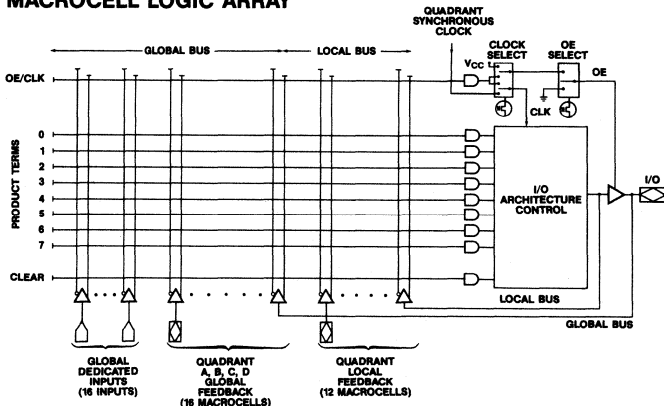 MACROCELL LOGIC ARRAY
QUADRANT
SYNCHRONOUS
CLOCK
GLOBAL BUS
LOCAL BUS
CLOCK
SELECT
OE
SELECT
VCC
OE
OE/CLK
CLK
PRODUCT TERMS
0
1
2
3
4
5
6
7
I/O
ARCHITECTURE
CONTROL
I/O
CLEAR
LOCAL BUS
GLOBAL BUS
GLOBAL
DEDICATED
INPUTS
(16 INPUTS)
QUADRANT
A, B, C, D
GLOBAL
FEEDBACK
(16 MACROCELLS)
QUADRANT
LOCAL
FEEDBACK
(12 MACROCELLS)